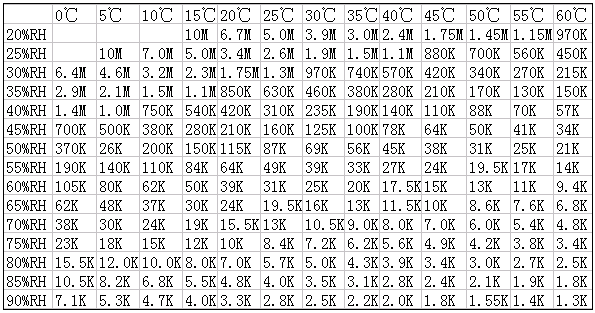 0℃ 5℃ 10℃ 15℃ 20℃ 25℃ 30℃ 35℃ 40℃ 45℃ 50℃ 55℃ 60℃
20%RH 10M 6.7M 5.0M 3.9M 3.0M 2.4M 1.75M 1.45M 1.15M 970K
25%RH 10M 7.0M 5.0M 3.4M 2.6M 1.9M 1.5M 1.1M 880K 700K 560K 450K
30%RH 6.4M 4.6M 3.2M 2.3M 1.75M 1.3M 970K 740K 570K 420K 340K 270K 215K
35%RH 2.9M 2.1M 1.5M 1.1M 850K 630K 460K 380K 280K 210K 170K 130K 150K
40%RH 1.4M 1.0M 750K 540K 420K 310K 235K 190K 140K 110K 88K 70K 57K
45%RH 700K 500K 380K 280K 210K 160K 125K 100K 78K 64K 50K 41K 34K
50%RH 370K 26K 200K 150K 115K 87K 69K 56K 45K 38K 31K 25K 21K
55%RH 190K 140K 110K 84K 64K 49K 39K 33K 27K 24K 19.5K 17K 14K
60%RH 105K 80K 62K 50K 39K 31K 25K 20K 17.5K 15K 13K 11K 9.4K
65%RH 62K 48K 37K 30K 24K 19.5K 16K 13K 11.5K 10K 8.6K 7.6K 6.8K
70%RH 38K 30K 24K 19K 15.5K 13K 10.5K 9.0K 8.0K 7.0K 6.0K 5.4K 4.8K
75%RH 23K 18K 15K 12K 10K 8.4K 7.2K 6.2K 5.6K 4.9K 4.2K 3.8K 3.4K
80%RH 15.5K 12.0K 10.0K 8.0K 7.0K 5.7K 5.0K 4.3K 3.9K 3.4K 3.0K 2.7K 2.5K
85%RH 10.5K 8.2K 6.8K 5.5K 4.8K 4.0K 3.5K 3.1K 2.8K 2.4K 2.1K 1.9K 1.8K
90%RH 7.1K 5.3K 4.7K 4.0K 3.3K 2.8K 2.5K 2.2K 2.0K 1.8K 1.55K 1.4K 1.3K